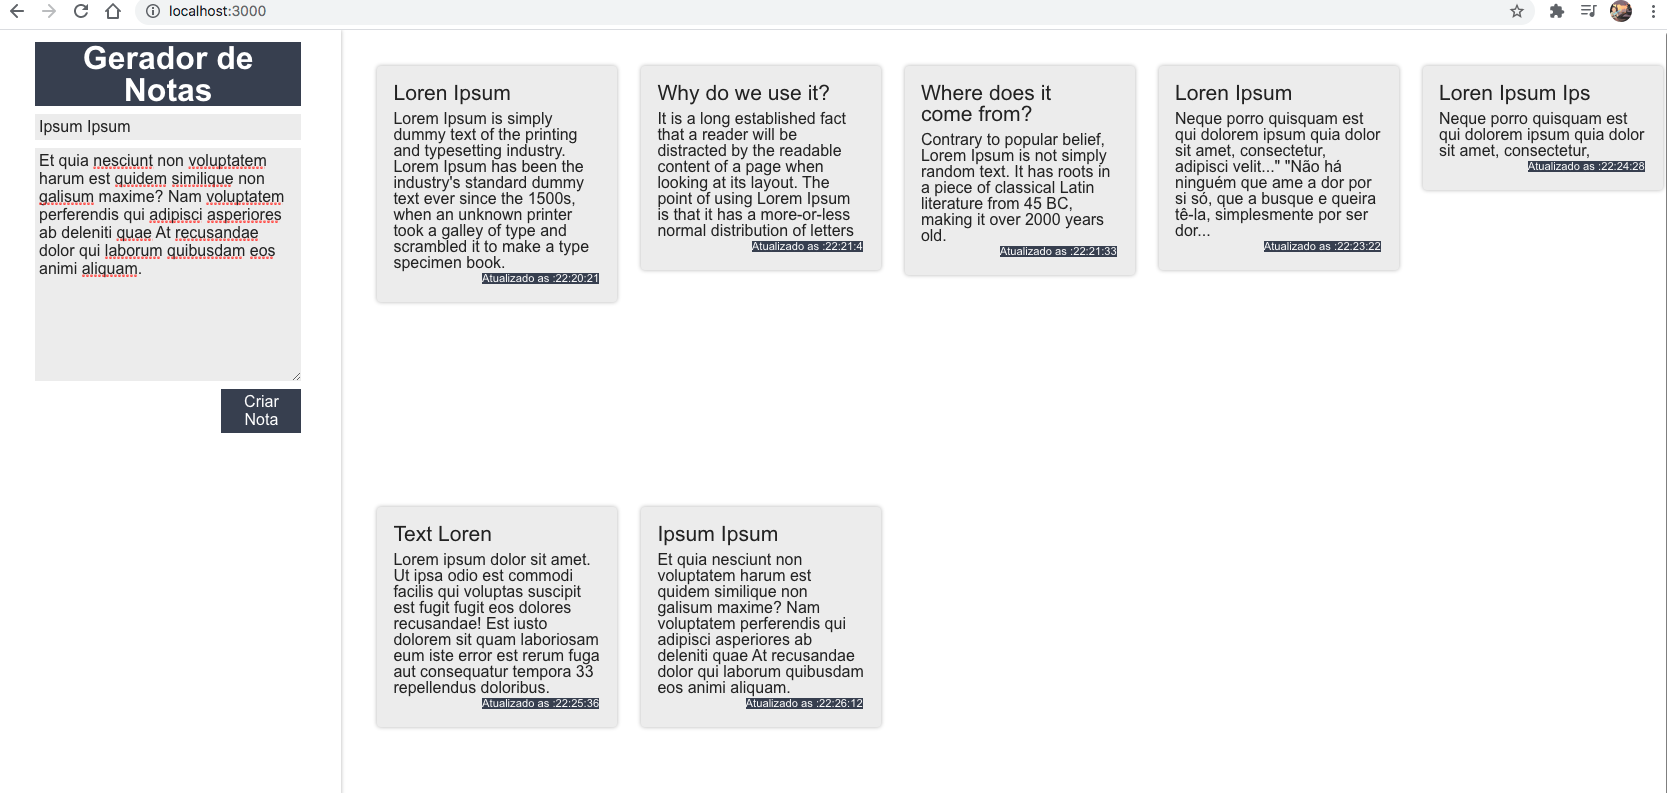 localhost:3000
Gerador de
Notas
Ipsum Ipsum
Et quia nesciunt non voluptatem
harum est quidem similique non
galisum maxime? Nam voluptatem
perferendis qui adipisci asperiores
ab deleniti quae At recusandae
dolor qui laborum quibusdam eos
animi aliquam.
Criar
Nota
Loren Ipsum
Lorem Ipsum is simply
dummy text of the printing
and typesetting industry.
Lorem Ipsum has been the
industry's standard dummy
text ever since the 1500s,
when an unknown printer
took a galley of type and
scrambled it to make a type
specimen book.
Atualizado as :22:20:21
Why do we use it?
It is a long established fact
that a reader will be
distracted by the readable
content of a page when
looking at its layout. The
point of using Lorem Ipsum
is that it has a more-or-less
normal distribution of letters
Atualizado as :22:21:4
Where does it
come from?
Contrary to popular belief,
Lorem Ipsum is not simply
random text. It has roots in
a piece of classical Latin
literature from 45 BC,
making it over 2000 years
old.
Atualizado as :22:21:33
Loren Ipsum
Neque porro quisquam est
qui dolorem ipsum quia dolor
sit amet, consectetur,
adipisci velit..." "Não há
ninguém que ame a dor por
si só, que a busque e queira
tê-la, simplesmente por ser
dor...
Atualizado as :22:23:22
Loren Ipsum Ips
Neque porro quisquam est
qui dolorem ipsum quia dolor
sit amet, consectetur,
Atualizado as :22:24:28
Text Loren
Lorem ipsum dolor sit amet.
Ut ipsa odio est commodi
facilis qui voluptas suscipit
est fugit fugit eos dolores
recusandae! Est iusto
dolorem sit quam laboriosam
eum iste error est rerum fuga
aut consequatur tempora 33
repellendus doloribus.
Atualizado as :22:25:36
Ipsum Ipsum
Et quia nesciunt non
voluptatem harum est
quidem similique non
galisum maxime? Nam
voluptatem perferendis qui
adipisci asperiores ab
deleniti quae At recusandae
dolor qui laborum quibusdam
eos animi aliquam.
Atualizado as :22:26:12